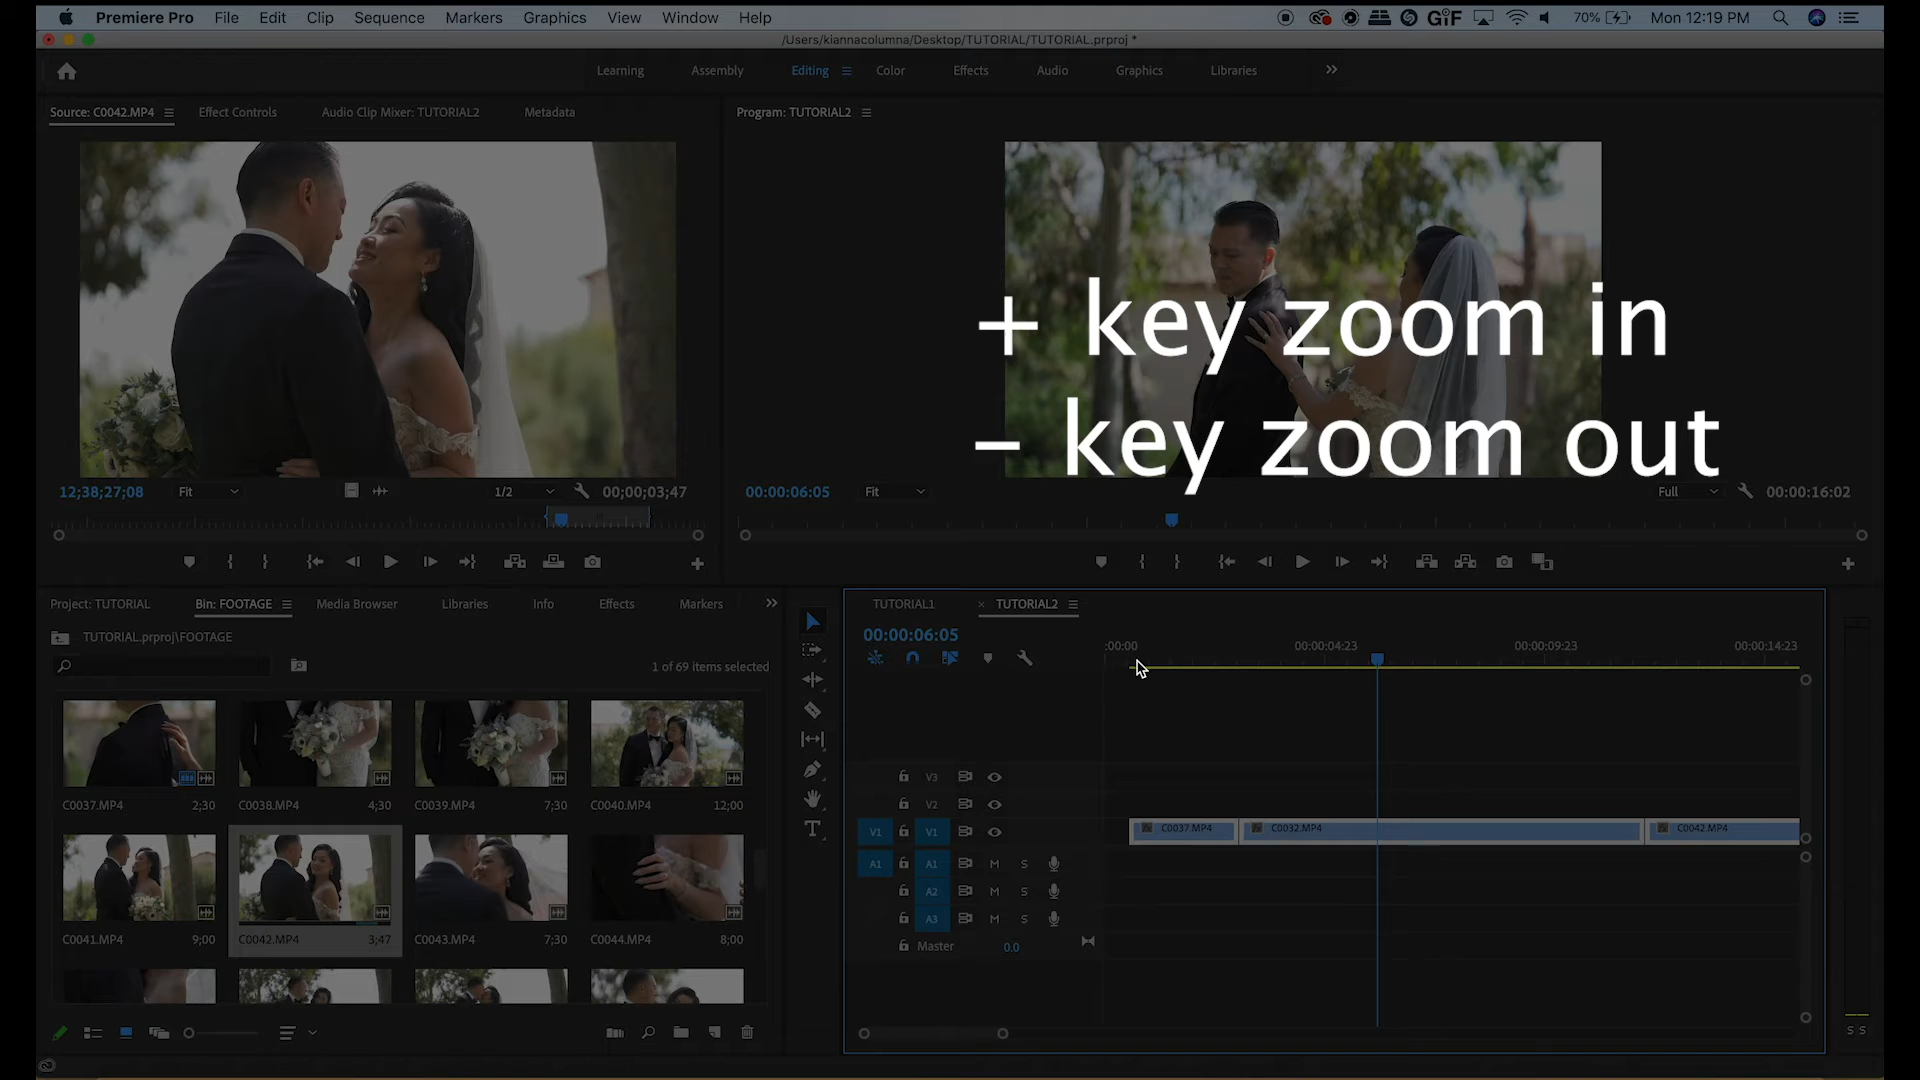 Premiere Pro File Edit Clip Sequence Markers Graphics View Window Help GIF 70% Mon 12:19 PM
/Users/kiannacolumna/Desktop/TUTORIAL/TUTORIAL.prproj *
Learning Assembly Editing Color Effects Audio Graphics Libraries
Source: C0042.MP4 Effect Controls Audio Clip Mixer: TUTORIAL2 Metadata
Program: TUTORIAL2
+ key zoom in
– key zoom out
12;38;27;08 Fit 1/2 00;00;03;47
00:00:06:05 Fit Full 00:00:16:02
Project: TUTORIAL Bin: FOOTAGE Media Browser Libraries Info Effects Markers
TUTORIAL.prproj\FOOTAGE
1 of 69 items selected
C0037.MP4 2;30 C0038.MP4 4;30 C0039.MP4 7;30 C0040.MP4 12;00
C0041.MP4 9;00 C0042.MP4 3;47 C0043.MP4 7;30 C0044.MP4 8;00
TUTORIAL1 × TUTORIAL2
00:00:06:05
:00:00 00:00:04:23 00:00:09:23 00:00:14:23
V3
V2
V1 V1 C0037.MP4 C0032.MP4 C0042.MP4
A1 A1 M S
A2 M S
A3 M S
Master 0.0
S S